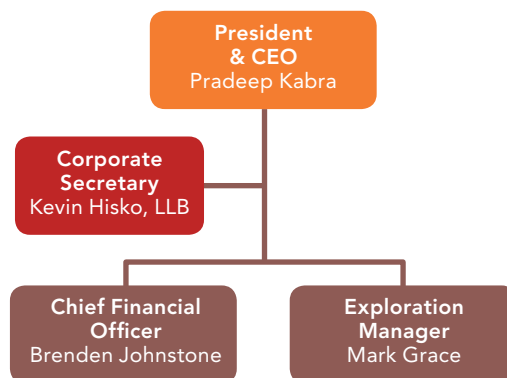 President
& CEO
Pradeep Kabra
Corporate
Secretary
Kevin Hisko, LLB
Chief Financial
Officer
Brenden Johnstone
Exploration
Manager
Mark Grace